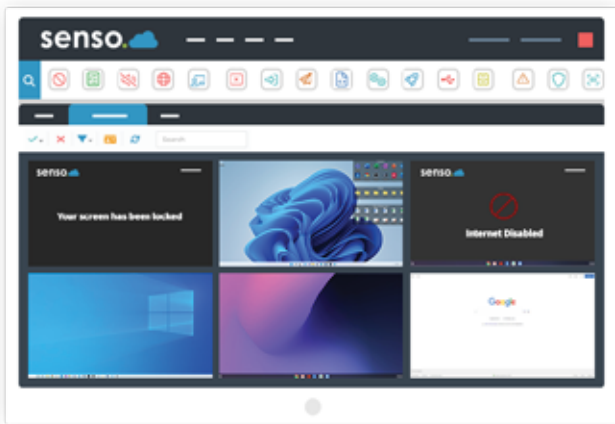 senso.
Search
senso
Your screen has been locked
senso
Internet Disabled
Google